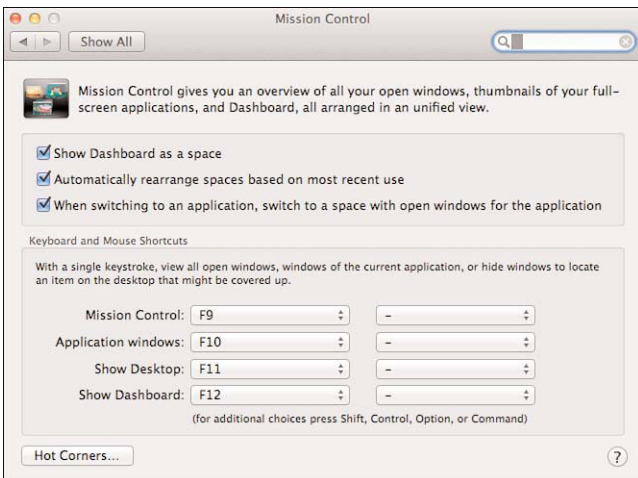 Mission Control
Show All
Mission Control gives you an overview of all your open windows, thumbnails of your full-
screen applications, and Dashboard, all arranged in an unified view.
Show Dashboard as a space
Automatically rearrange spaces based on most recent use
When switching to an application, switch to a space with open windows for the application
Keyboard and Mouse Shortcuts
With a single keystroke, view all open windows, windows of the current application, or hide windows to locate
an item on the desktop that might be covered up.
Mission Control: F9 –
Application windows: F10 –
Show Desktop: F11 –
Show Dashboard: F12 –
(for additional choices press Shift, Control, Option, or Command)
Hot Corners... ?